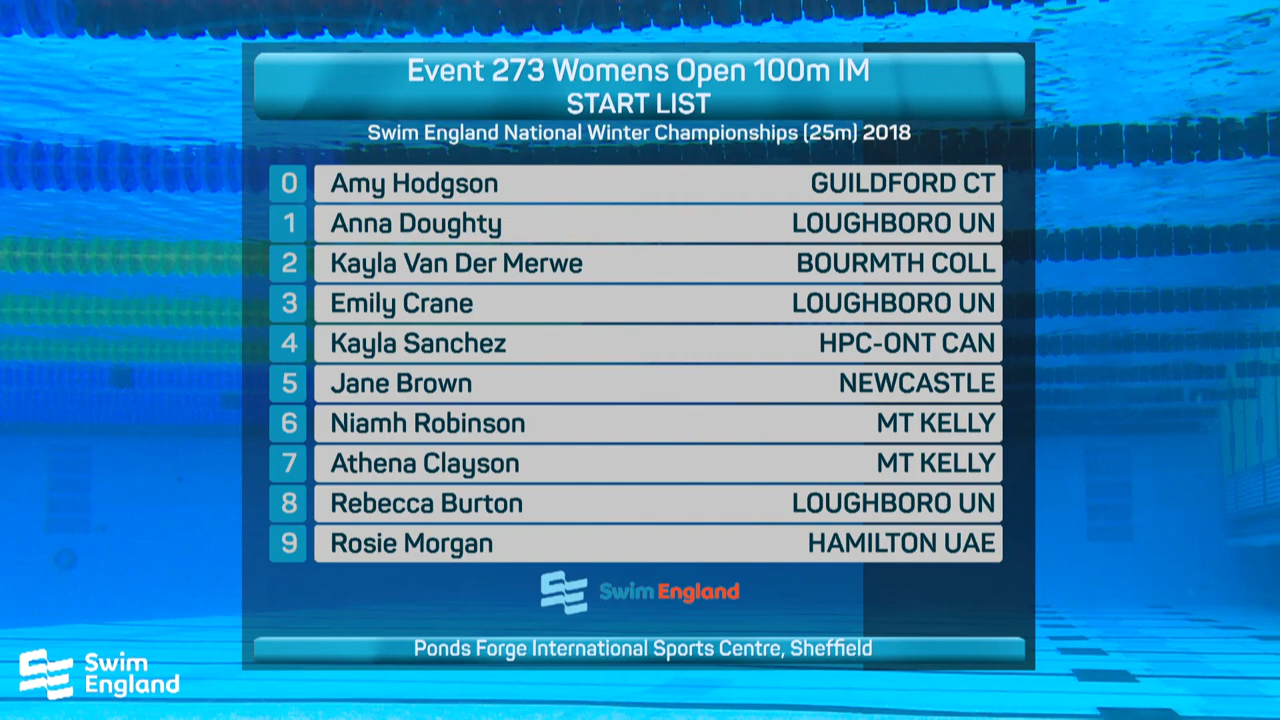 Event 273 Womens Open 100m IM
START LIST
Swim England National Winter Championships (25m) 2018
0 Amy Hodgson GUILDFORD CT
1 Anna Doughty LOUGHBORO UN
2 Kayla Van Der Merwe BOURMTH COLL
3 Emily Crane LOUGHBORO UN
4 Kayla Sanchez HPC-ONT CAN
5 Jane Brown NEWCASTLE
6 Niamh Robinson MT KELLY
7 Athena Clayson MT KELLY
8 Rebecca Burton LOUGHBORO UN
9 Rosie Morgan HAMILTON UAE
Swim England
Ponds Forge International Sports Centre, Sheffield
Swim
England